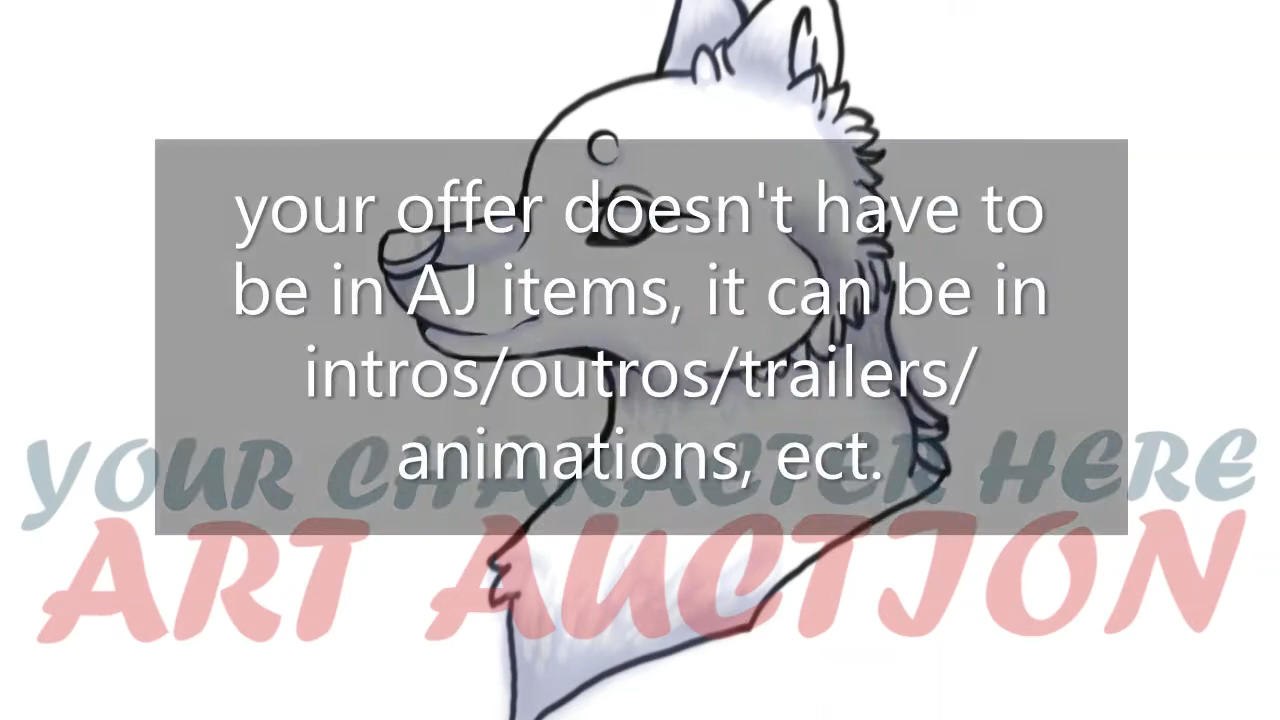 your offer doesn't have to
be in AJ items, it can be in
intros/outros/trailers/
animations, ect.
YOUR CHARACTER HERE
ART AUCTION